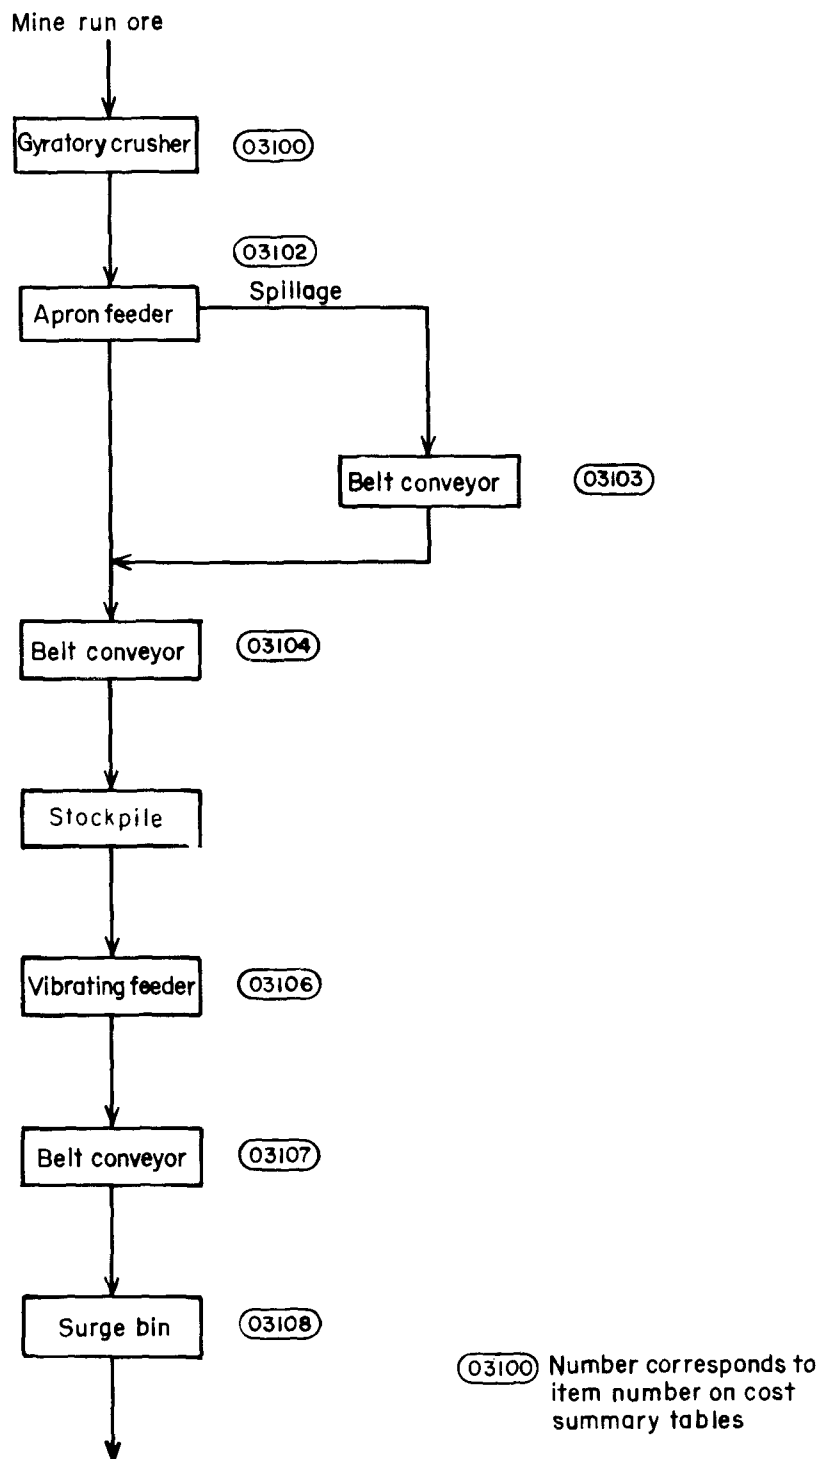 Mine run ore
Gyratory crusher
03100
03102
Spillage
Apron feeder
Belt conveyor
03103
Belt conveyor
03104
Stockpile
Vibrating feeder
03106
Belt conveyor
03107
Surge bin
03108
03100 Number corresponds to
item number on cost
summary tables